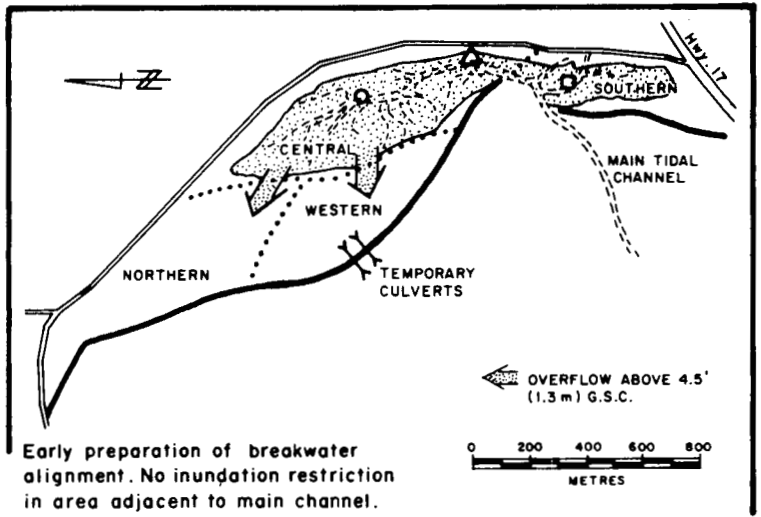 Hwy. 17
SOUTHERN
CENTRAL
MAIN TIDAL
CHANNEL
WESTERN
NORTHERN
TEMPORARY
CULVERTS
OVERFLOW ABOVE 4.5'
(1.3m) G.S.C.
0 200 400 600 800
METRES
Early preparation of breakwater
alignment. No inundation restriction
in area adjacent to main channel.